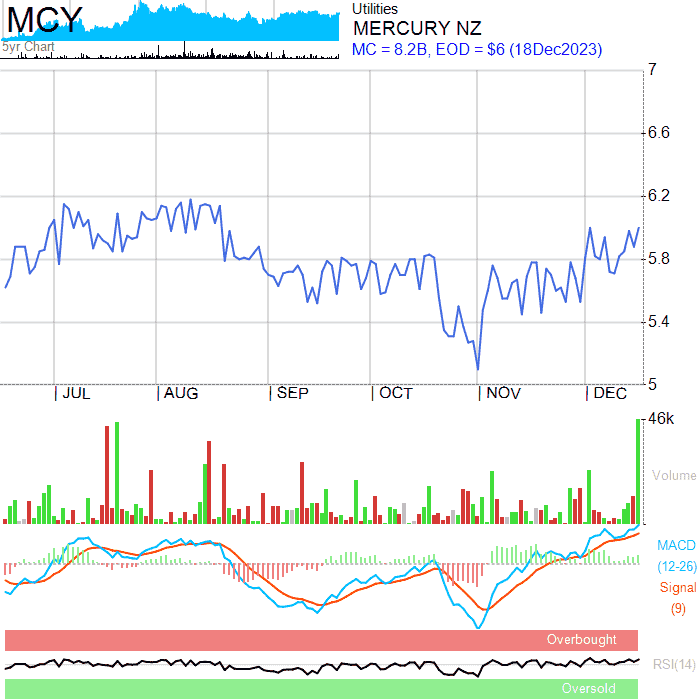 MCY
5yr Chart
Utilities
MERCURY NZ
MC = 8.2B, EOD = $6 (18Dec2023)
7
6.6
6.2
5.8
5.4
5
| JUL | AUG | SEP | OCT | NOV | DEC
46k
Volume
MACD
(12-26)
Signal
(9)
Overbought
RSI(14)
Oversold